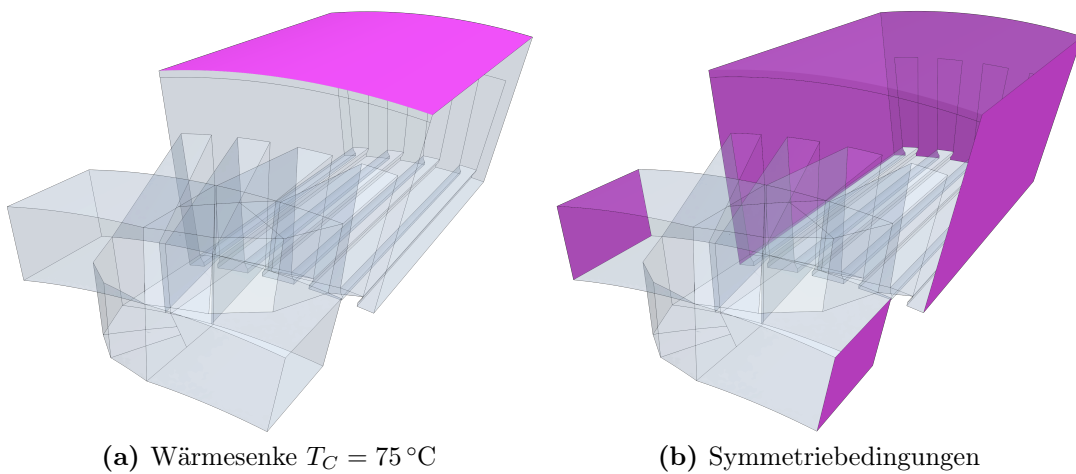 (a) Wärmesenke $T_C = 75\,°C$
(b) Symmetriebedingungen